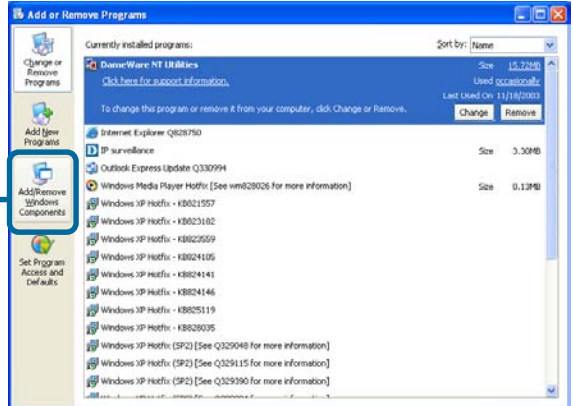 Add or Remove Programs
Change or
Remove
Programs
Add New
Programs
Add/Remove
Windows
Components
Set Program
Access and
Defaults
Currently installed programs:
Sort by: Name
DameWare NT Utilities Size 15.72MB
Click here for support information. Used occasionally
Last Used On 11/18/2003
To change this program or remove it from your computer, click Change or Remove. Change Remove
Internet Explorer Q828750
IP surveillance Size 3.30MB
Outlook Express Update Q330994
Windows Media Player Hotfix [See wm828026 for more information] Size 0.13MB
Windows XP Hotfix - KB821557
Windows XP Hotfix - KB823182
Windows XP Hotfix - KB823559
Windows XP Hotfix - KB824105
Windows XP Hotfix - KB824141
Windows XP Hotfix - KB824146
Windows XP Hotfix - KB825119
Windows XP Hotfix - KB828035
Windows XP Hotfix (SP2) [See Q329048 for more information]
Windows XP Hotfix (SP2) [See Q329115 for more information]
Windows XP Hotfix (SP2) [See Q329390 for more information]